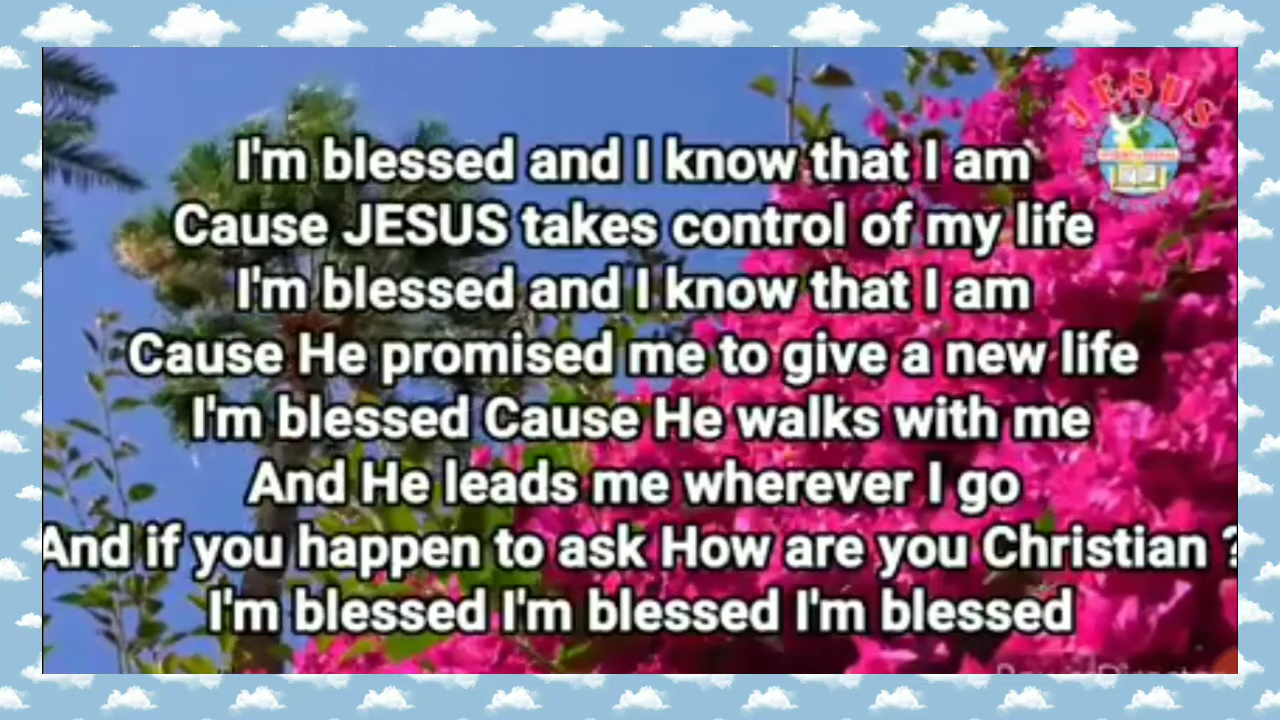 JESUS
I'm blessed and I know that I am
Cause JESUS takes control of my life
I'm blessed and I know that I am
Cause He promised me to give a new life
I'm blessed Cause He walks with me
And He leads me wherever I go
And if you happen to ask How are you Christian ?
I'm blessed I'm blessed I'm blessed